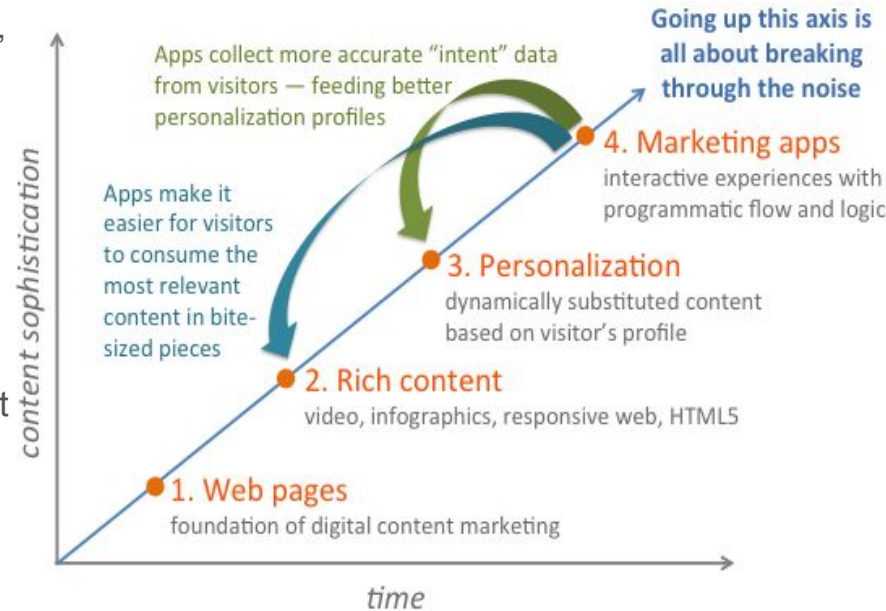 ,
Going up this axis is
all about breaking
through the noise
Apps collect more accurate “intent” data
from visitors — feeding better
personalization profiles
4. Marketing apps
interactive experiences with
programmatic flow and logic
Apps make it
easier for visitors
to consume the
most relevant
content in bite-
sized pieces
3. Personalization
dynamically substituted content
based on visitor’s profile
content sophistication
t
2. Rich content
video, infographics, responsive web, HTML5
1. Web pages
foundation of digital content marketing
time